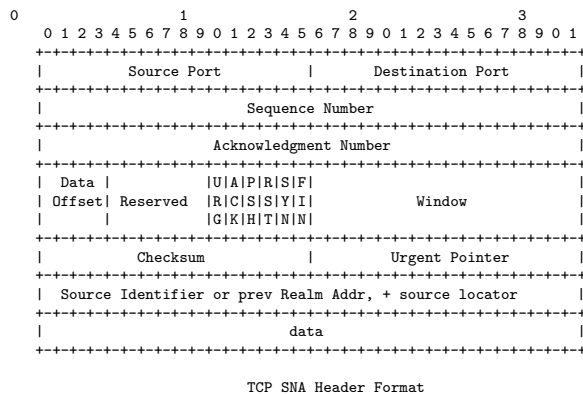 0                   1                   2                   3
0 1 2 3 4 5 6 7 8 9 0 1 2 3 4 5 6 7 8 9 0 1 2 3 4 5 6 7 8 9 0 1
+-+-+-+-+-+-+-+-+-+-+-+-+-+-+-+-+-+-+-+-+-+-+-+-+-+-+-+-+-+-+-+-|
|          Source Port          |       Destination Port        |
+-+-+-+-+-+-+-+-+-+-+-+-+-+-+-+-+-+-+-+-+-+-+-+-+-+-+-+-+-+-+-+-|
|                        Sequence Number                        |
+-+-+-+-+-+-+-+-+-+-+-+-+-+-+-+-+-+-+-+-+-+-+-+-+-+-+-+-+-+-+-+-|
|                    Acknowledgment Number                      |
+-+-+-+-+-+-+-+-+-+-+-+-+-+-+-+-+-+-+-+-+-+-+-+-+-+-+-+-+-+-+-+-|
|  Data |           |U|A|P|R|S|F|                               |
| Offset| Reserved  |R|C|S|S|Y|I|            Window             |
|       |           |G|K|H|T|N|N|                               |
+-+-+-+-+-+-+-+-+-+-+-+-+-+-+-+-+-+-+-+-+-+-+-+-+-+-+-+-+-+-+-+-|
|           Checksum            |         Urgent Pointer        |
+-+-+-+-+-+-+-+-+-+-+-+-+-+-+-+-+-+-+-+-+-+-+-+-+-+-+-+-+-+-+-+-|
|  Source Identifier or prev Realm Addr, + source locator       |
+-+-+-+-+-+-+-+-+-+-+-+-+-+-+-+-+-+-+-+-+-+-+-+-+-+-+-+-+-+-+-+-|
|                             data                              |
+-+-+-+-+-+-+-+-+-+-+-+-+-+-+-+-+-+-+-+-+-+-+-+-+-+-+-+-+-+-+-+-|
TCP SNA Header Format